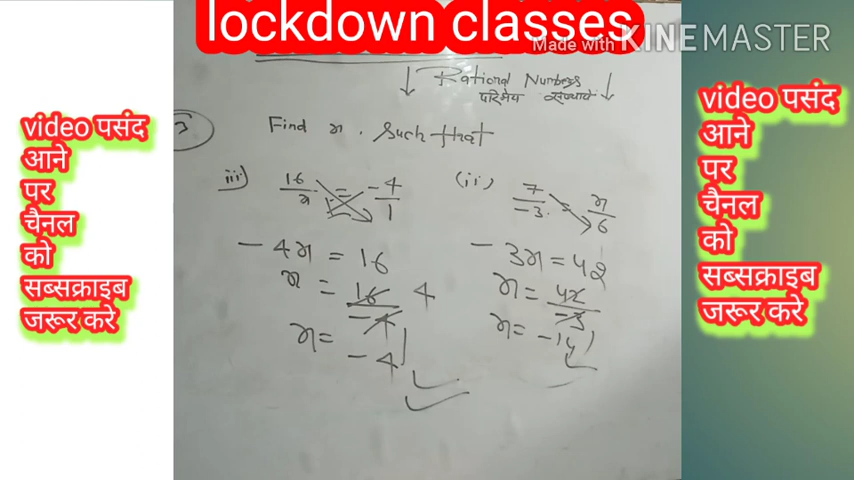 lockdown classes
Made with KINEMASTER
video पसंद
आने
पर
चैनल
को
सब्सक्राइब
जरूर करे
↓ Rational Numbers ↓
परिमेय संख्याये
Find x. Such that
iii) 16/x = -4/1
-4x = 16
x = 16/-4 4
x = -4
(ii) 7/-3 = x/6
-3x = 42
x = 42/-3
x = -14
video पसंद
आने
पर
चैनल
को
सब्सक्राइब
जरूर करे